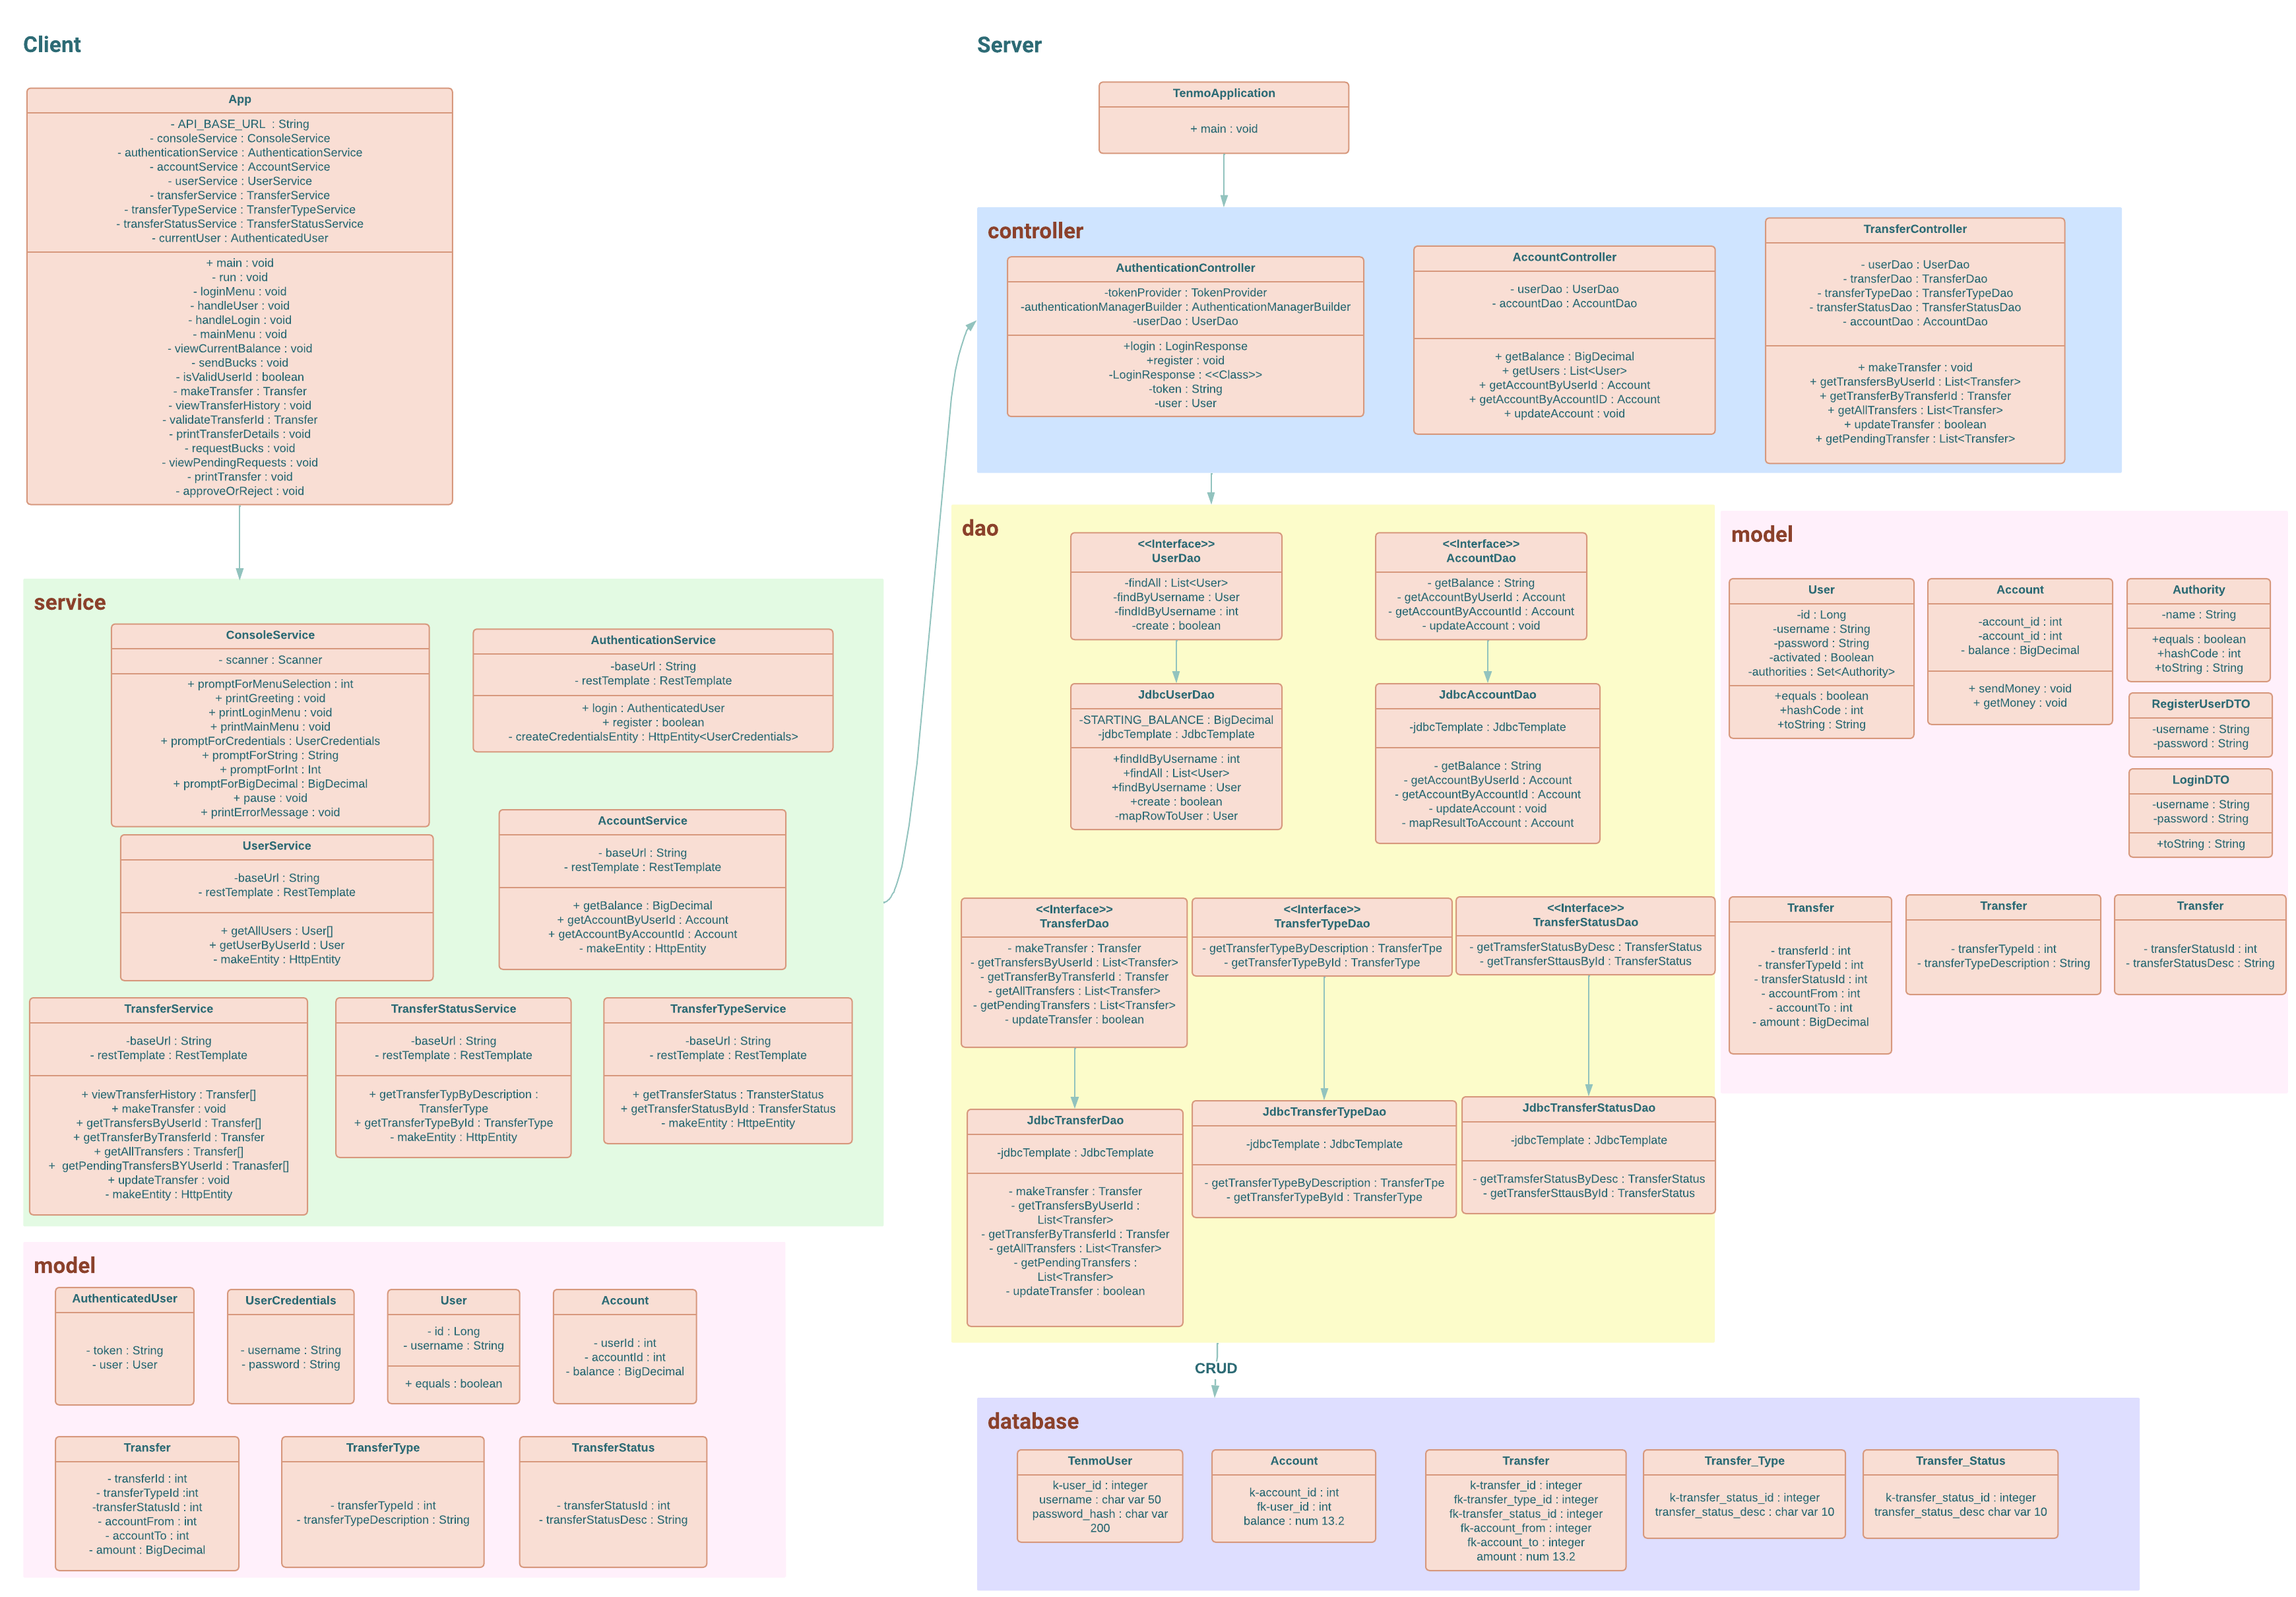 Client
App
- API_BASE_URL  : String
- consoleService : ConsoleService
- authenticationService : AuthenticationService
- accountService : AccountService
- userService : UserService
- transferService : TransferService
- transferTypeService : TransferTypeService
- transferStatusService : TransferStatusService
- currentUser : AuthenticatedUser
+ main : void
- run : void
- loginMenu : void
- handleUser : void
- handleLogin : void
- mainMenu : void
- viewCurrentBalance : void
- sendBucks : void
- isValidUserId : boolean
- makeTransfer : Transfer
- viewTransferHistory : void
- validateTransferId : Transfer
- printTransferDetails : void
- requestBucks : void
- viewPendingRequests : void
- printTransfer : void
- approveOrReject : void
service
ConsoleService
- scanner : Scanner
+ promptForMenuSelection : int
+ printGreeting : void
+ printLoginMenu : void
+ printMainMenu : void
+ promptForCredentials : UserCredentials
+ promptForString : String
+ promptForInt : Int
+ promptForBigDecimal : BigDecimal
+ pause : void
+ printErrorMessage : void
AuthenticationService
-baseUrl : String
- restTemplate : RestTemplate
+ login : AuthenticatedUser
+ register : boolean
- createCredentialsEntity : HttpEntity<UserCredentials>
UserService
-baseUrl : String
- restTemplate : RestTemplate
+ getAllUsers : User[]
+ getUserByUserId : User
- makeEntity : HttpEntity
AccountService
- baseUrl : String
- restTemplate : RestTemplate
+ getBalance : BigDecimal
+ getAccountByUserId : Account
+ getAccountByAccountId : Account
- makeEntity : HttpEntity
TransferService
-baseUrl : String
- restTemplate : RestTemplate
+ viewTransferHistory : Transfer[]
+ makeTransfer : void
+ getTransfersByUserId : Transfer[]
+ getTransferByTransferId : Transfer
+ getAllTransfers : Transfer[]
+  getPendingTransfersBYUserId : Tranasfer[]
+ updateTransfer : void
- makeEntity : HttpEntity
TransferStatusService
-baseUrl : String
- restTemplate : RestTemplate
+ getTransferTypByDescription :
TransferType
+ getTransferTypeById : TransferType
- makeEntity : HttpEntity
TransferTypeService
-baseUrl : String
- restTemplate : RestTemplate
+ getTransferStatus : TransterStatus
+ getTransferStatusById : TransferStatus
- makeEntity : HttpeEntity
model
AuthenticatedUser
- token : String
- user : User
UserCredentials
- username : String
- password : String
User
- id : Long
- username : String
+ equals : boolean
Account
- userId : int
- accountId : int
- balance : BigDecimal
Transfer
- transferId : int
- transferTypeId :int
-transferStatusId : int
- accountFrom : int
- accountTo : int
- amount : BigDecimal
TransferType
- transferTypeId : int
- transferTypeDescription : String
TransferStatus
- transferStatusId : int
- transferStatusDesc : String
Server
TenmoApplication
+ main : void
controller
AuthenticationController
-tokenProvider : TokenProvider
-authenticationManagerBuilder : AuthenticationManagerBuilder
-userDao : UserDao
+login : LoginResponse
+register : void
-LoginResponse : <<Class>>
-token : String
-user : User
AccountController
- userDao : UserDao
- accountDao : AccountDao
+ getBalance : BigDecimal
+ getUsers : List<User>
+ getAccountByUserId : Account
+ getAccountByAccountID : Account
+ updateAccount : void
TransferController
- userDao : UserDao
- transferDao : TransferDao
- transferTypeDao : TransferTypeDao
- transferStatusDao : TransferStatusDao
- accountDao : AccountDao
+ makeTransfer : void
+ getTransfersByUserId : List<Transfer>
+ getTransferByTransferId : Transfer
+ getAllTransfers : List<Transfer>
+ updateTransfer : boolean
+ getPendingTransfer : List<Transfer>
dao
<<Interface>>
UserDao
-findAll : List<User>
-findByUsername : User
-findIdByUsername : int
-create : boolean
<<Interface>>
AccountDao
- getBalance : String
- getAccountByUserId : Account
- getAccountByAccountId : Account
- updateAccount : void
JdbcUserDao
-STARTING_BALANCE : BigDecimal
-jdbcTemplate : JdbcTemplate
+findIdByUsername : int
+findAll : List<User>
+findByUsername : User
+create : boolean
-mapRowToUser : User
JdbcAccountDao
-jdbcTemplate : JdbcTemplate
- getBalance : String
- getAccountByUserId : Account
- getAccountByAccountId : Account
- updateAccount : void
- mapResultToAccount : Account
<<Interface>>
TransferDao
- makeTransfer : Transfer
- getTransfersByUserId : List<Transfer>
- getTransferByTransferId : Transfer
- getAllTransfers : List<Transfer>
- getPendingTransfers : List<Transfer>
- updateTransfer : boolean
<<Interface>>
TransferTypeDao
- getTransferTypeByDescription : TransferTpe
- getTransferTypeById : TransferType
<<Interface>>
TransferStatusDao
- getTramsferStatusByDesc : TransferStatus
- getTransferSttausById : TransferStatus
JdbcTransferDao
-jdbcTemplate : JdbcTemplate
- makeTransfer : Transfer
- getTransfersByUserId :
List<Transfer>
- getTransferByTransferId : Transfer
- getAllTransfers : List<Transfer>
- getPendingTransfers :
List<Transfer>
- updateTransfer : boolean
JdbcTransferTypeDao
-jdbcTemplate : JdbcTemplate
- getTransferTypeByDescription : TransferTpe
- getTransferTypeById : TransferType
JdbcTransferStatusDao
-jdbcTemplate : JdbcTemplate
- getTramsferStatusByDesc : TransferStatus
- getTransferSttausById : TransferStatus
model
User
-id : Long
-username : String
-password : String
-activated : Boolean
-authorities : Set<Authority>
+equals : boolean
+hashCode : int
+toString : String
Account
-account_id : int
-account_id : int
- balance : BigDecimal
+ sendMoney : void
+ getMoney : void
Authority
-name : String
+equals : boolean
+hashCode : int
+toString : String
RegisterUserDTO
-username : String
-password : String
LoginDTO
-username : String
-password : String
+toString : String
Transfer
- transferId : int
- transferTypeId : int
- transferStatusId : int
- accountFrom : int
- accountTo : int
- amount : BigDecimal
Transfer
- transferTypeId : int
- transferTypeDescription : String
Transfer
- transferStatusId : int
- transferStatusDesc : String
CRUD
database
TenmoUser
k-user_id : integer
username : char var 50
password_hash : char var
200
Account
k-account_id : int
fk-user_id : int
balance : num 13.2
Transfer
k-transfer_id : integer
fk-transfer_type_id : integer
fk-transfer_status_id : integer
fk-account_from : integer
fk-account_to : integer
amount : num 13.2
Transfer_Type
k-transfer_status_id : integer
transfer_status_desc : char var 10
Transfer_Status
k-transfer_status_id : integer
transfer_status_desc char var 10